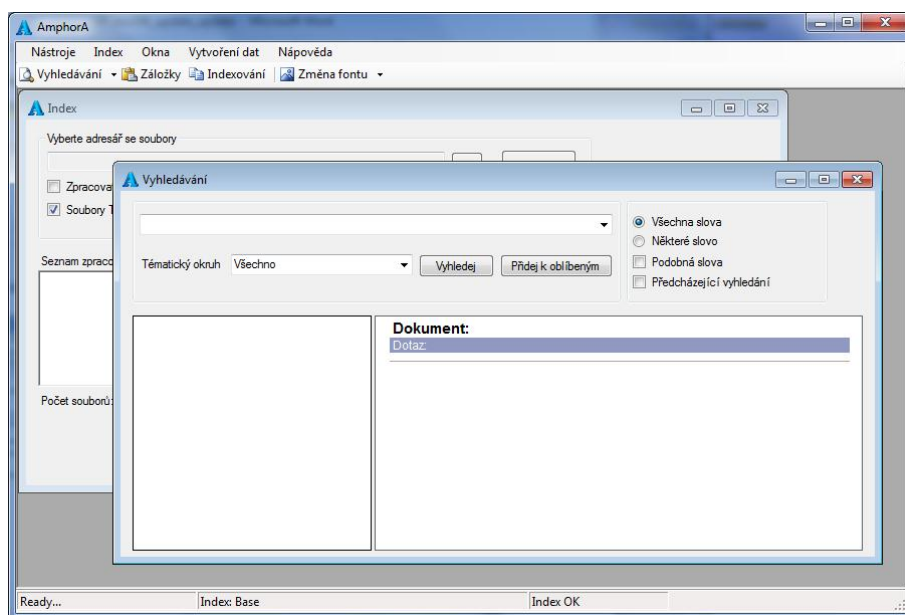 AmphorA
Nástroje Index Okna Vytvoření dat Nápověda
Vyhledávání Záložky Indexování Změna fontu
Index
Vyberte adresář se soubory
Vyhledávání
Soubory
Všechna slova
Některé slovo
Tématický okruh Všechno Vyhledej Přidej k oblíbeným
Podobná slova
Předcházející vyhledání
Seznam
Dokument:
Dotaz:
Počet souborů:
Ready... Index: Base Index OK